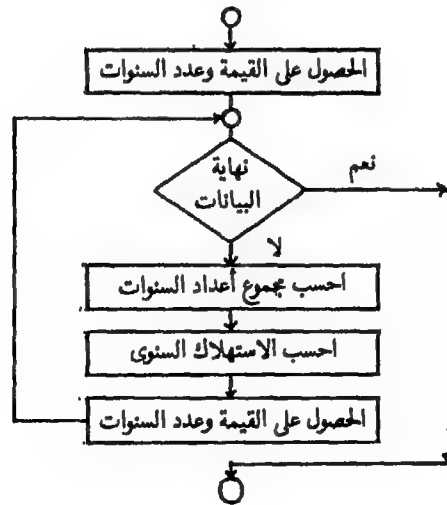 الحصول على القيمة وعدد السنوات
نهاية
البيانات
نعم
لا
احسب مجموع أعداد السنوات
احسب الاستهلاك السنوى
الحصول على القيمة وعدد السنوات